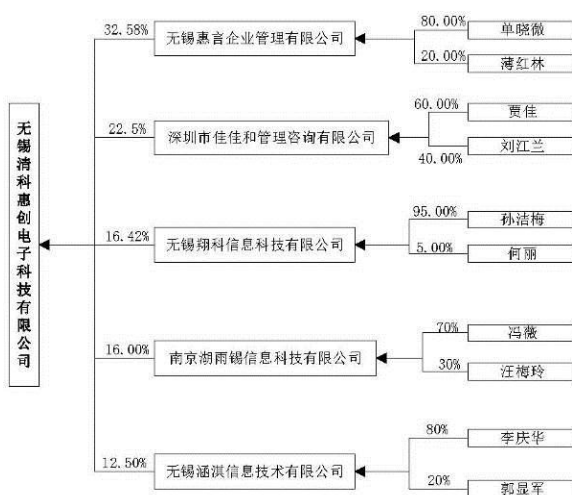 无锡清科惠创电子科技有限公司
32.58%
无锡惠言企业管理有限公司
80.00%
单晓微
20.00%
薄红林
22.5%
深圳市佳佳和管理咨询有限公司
60.00%
贾佳
40.00%
刘江兰
16.42%
无锡翔科信息科技有限公司
95.00%
孙洁梅
5.00%
何丽
16.00%
南京湖雨锡信息科技有限公司
70%
冯薇
30%
汪梅玲
12.50%
无锡涵淇信息技术有限公司
80%
李庆华
20%
郭显军